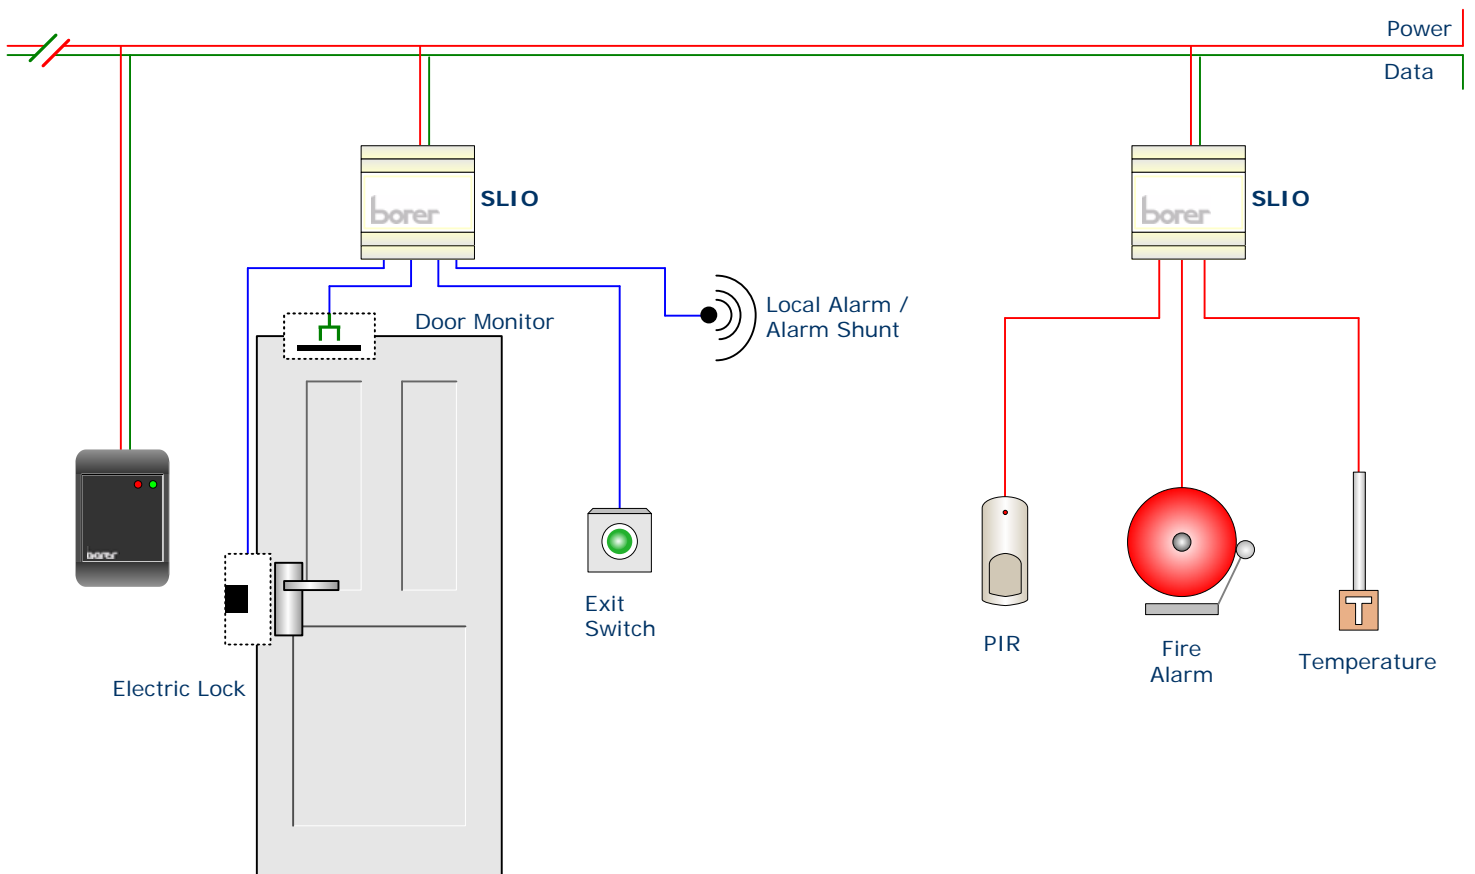 Power
Data
SLIO
borer
SLIO
borer
Door Monitor
Local Alarm /
Alarm Shunt
borer
Exit
Switch
Electric Lock
PIR
Fire
Alarm
T
Temperature